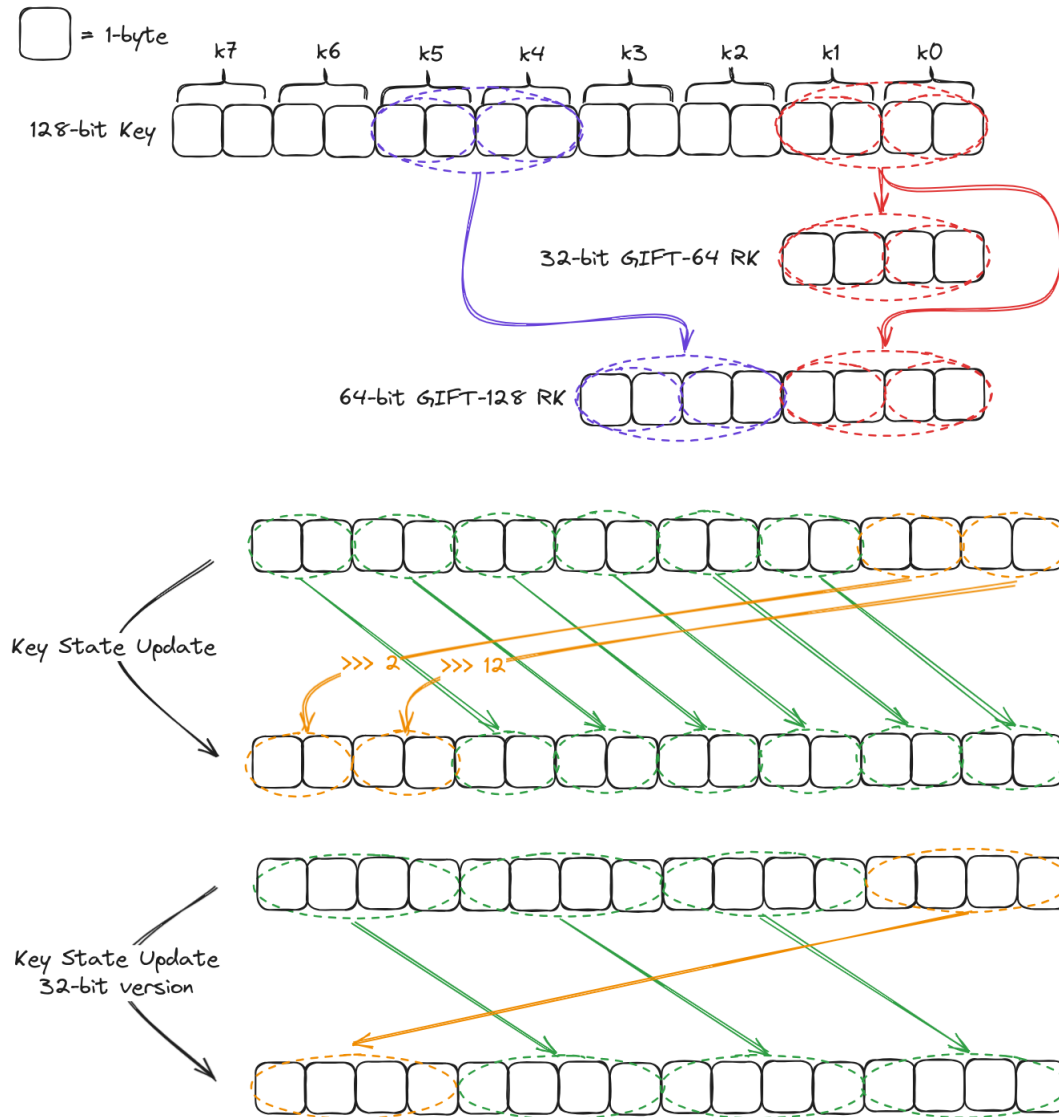 = 1-byte
k7 k6 k5 k4 k3 k2 k1 k0
128-bit Key
32-bit GIFT-64 RK
64-bit GIFT-128 RK
Key State Update
>>> 2 >>> 12
Key State Update
32-bit version